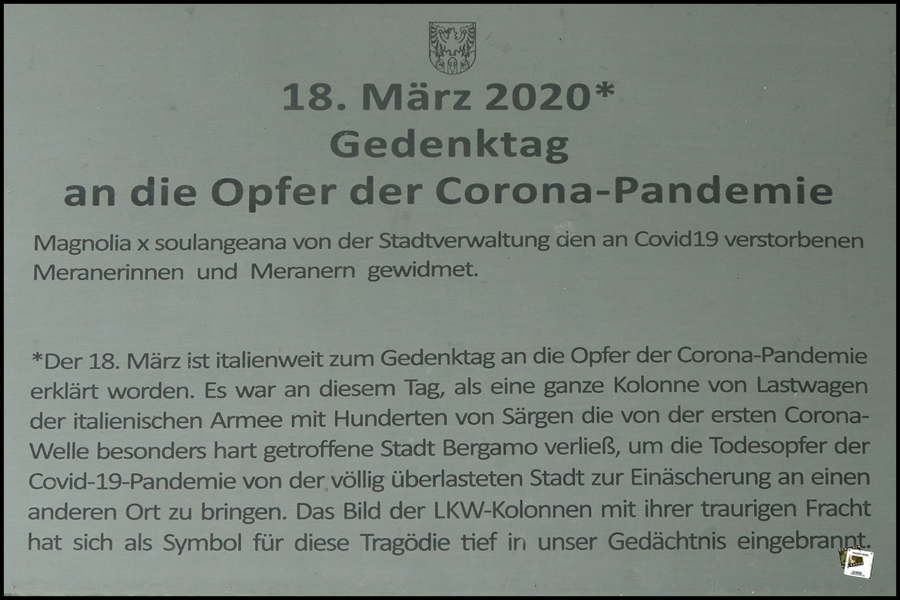 18. März 2020*
Gedenktag
an die Opfer der Corona-Pandemie
Magnolia x soulangeana von der Stadtverwaltung den an Covid19 verstorbenen
Meranerinnen und Meranern gewidmet.
*Der 18. März ist italienweit zum Gedenktag an die Opfer der Corona-Pandemie
erklärt worden. Es war an diesem Tag, als eine ganze Kolonne von Lastwagen
der italienischen Armee mit Hunderten von Särgen die von der ersten Corona-
Welle besonders hart getroffene Stadt Bergamo verließ, um die Todesopfer der
Covid-19-Pandemie von der völlig überlasteten Stadt zur Einäscherung an einen
anderen Ort zu bringen. Das Bild der LKW-Kolonnen mit ihrer traurigen Fracht
hat sich als Symbol für diese Tragödie tief in unser Gedächtnis eingebrannt.